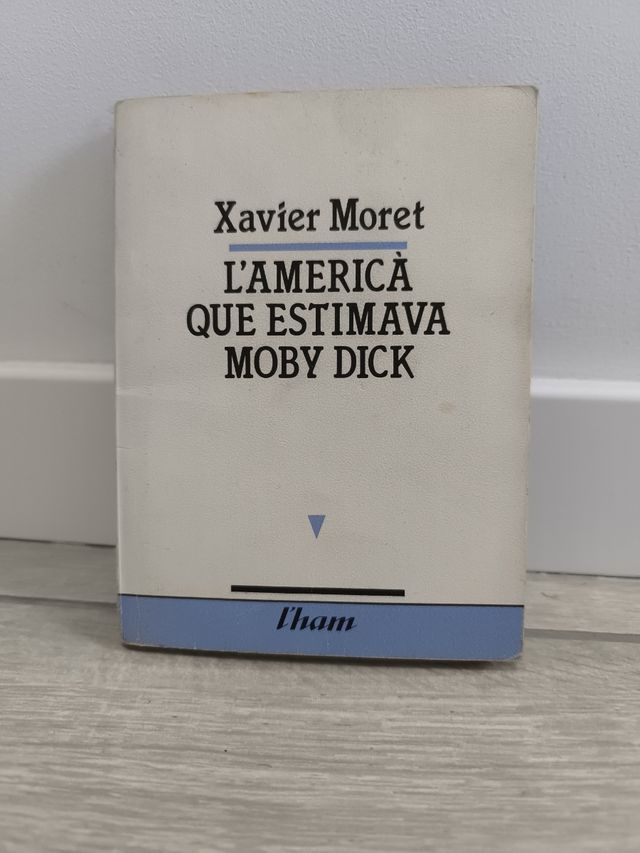 Xavier Moret
L'AMERICÀ
QUE ESTIMAVA
MOBY DICK
l'ham